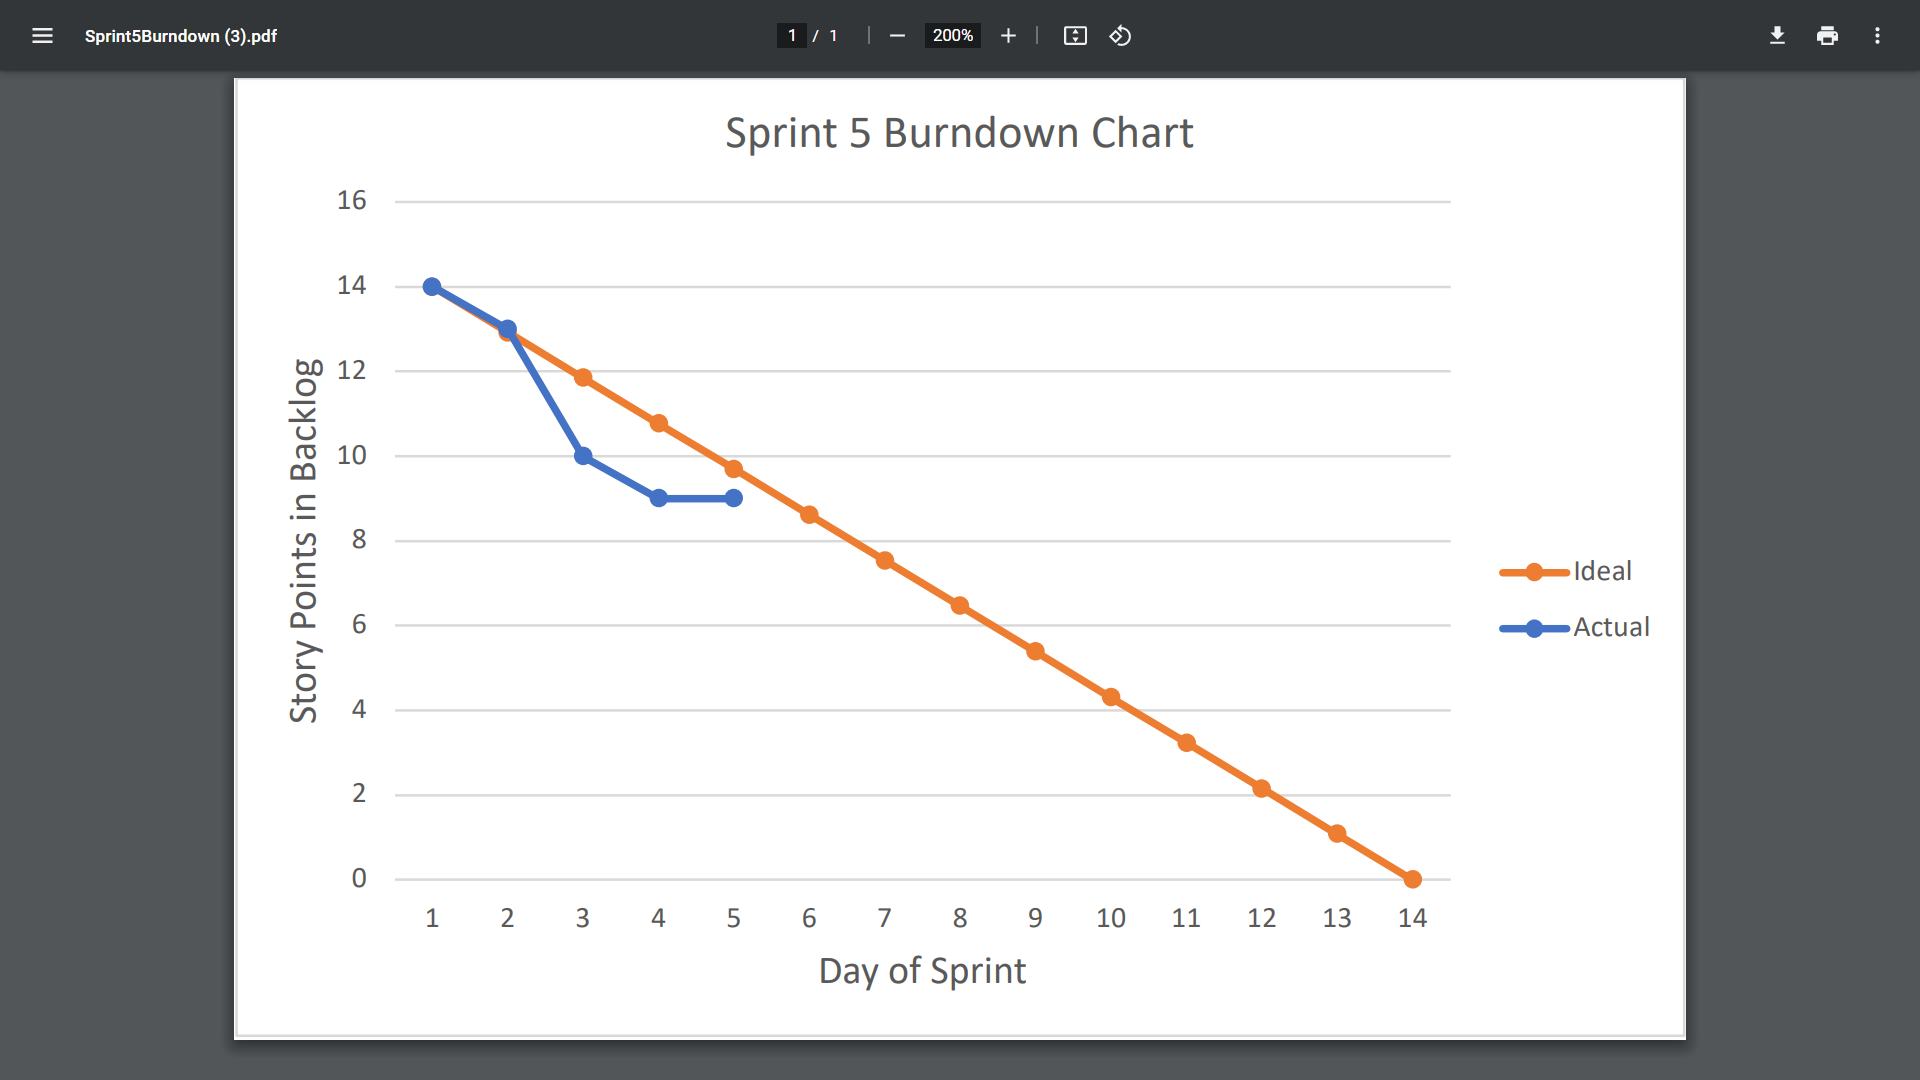 Sprint5Burndown (3).pdf
1 / 1
200%
Sprint 5 Burndown Chart
16
14
12
10
8
6
4
2
0
Story Points in Backlog
1 2 3 4 5 6 7 8 9 10 11 12 13 14
Day of Sprint
Ideal
Actual